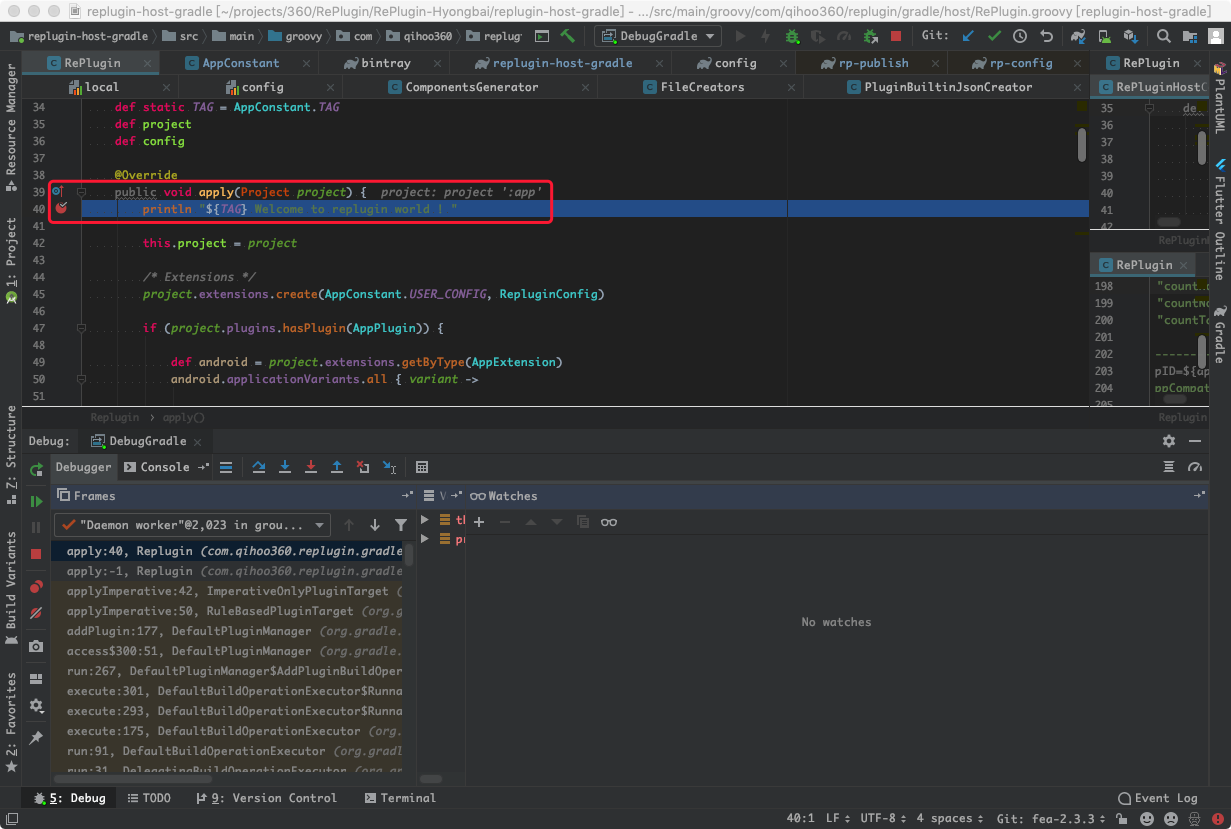 replugin-host-gradle [~/projects/360/RePlugin/RePlugin-Hyongbai/replugin-host-gradle] - .../src/main/groovy/com/qihoo360/replugin/gradle/host/RePlugin.groovy [replugin-host-gradle]
replugin-host-gradle src main groovy com qihoo360 replugi DebugGradle Git:
RePlugin AppConstant bintray replugin-host-gradle config rp-publish rp-config RePlugin
local config ComponentsGenerator FileCreators PluginBuiltinJsonCreator RePluginHostC
34 def static TAG = AppConstant.TAG
35 def project
36 def config
37
38 @Override
39 public void apply(Project project) { project: project ':app'
40 println "${TAG} Welcome to replugin world ! "
41
42 this.project = project
43
44 /* Extensions */
45 project.extensions.create(AppConstant.USER_CONFIG, RepluginConfig)
46
47 if (project.plugins.hasPlugin(AppPlugin)) {
48
49 def android = project.extensions.getByType(AppExtension)
50 android.applicationVariants.all { variant ->
51
Replugin > apply()
35 de
36
37
38
39
40
41
42
RePlugin
RePlugin
198 "count
199 "countNo
200 "countTo
201
202 -------
203 pID=${ap
204 ppCompat
205
Replugin
Resource Manager
1: Project
Z: Structure
Build Variants
2: Favorites
PlantUML
Flutter Outline
Gradle
Debug: DebugGradle
Debugger Console
Frames V Watches
"Daemon worker"@2,023 in grou...
apply:40, Replugin (com.qihoo360.replugin.gradle
apply:-1, Replugin (com.qihoo360.replugin.gradle
applyImperative:42, ImperativeOnlyPluginTarget (
applyImperative:50, RuleBasedPluginTarget (org.g
addPlugin:177, DefaultPluginManager (org.gradle.
access$300:51, DefaultPluginManager (org.gradle.
run:267, DefaultPluginManager$AddPluginBuildOper
execute:301, DefaultBuildOperationExecutor$Runna
execute:293, DefaultBuildOperationExecutor$Runna
execute:175, DefaultBuildOperationExecutor (org.
run:91, DefaultBuildOperationExecutor (org.gradl
run:31, DelegatingBuildOperationExecutor (org.gr
th
pr
No watches
5: Debug TODO 9: Version Control Terminal Event Log
40:1 LF UTF-8 4 spaces Git: fea-2.3.3